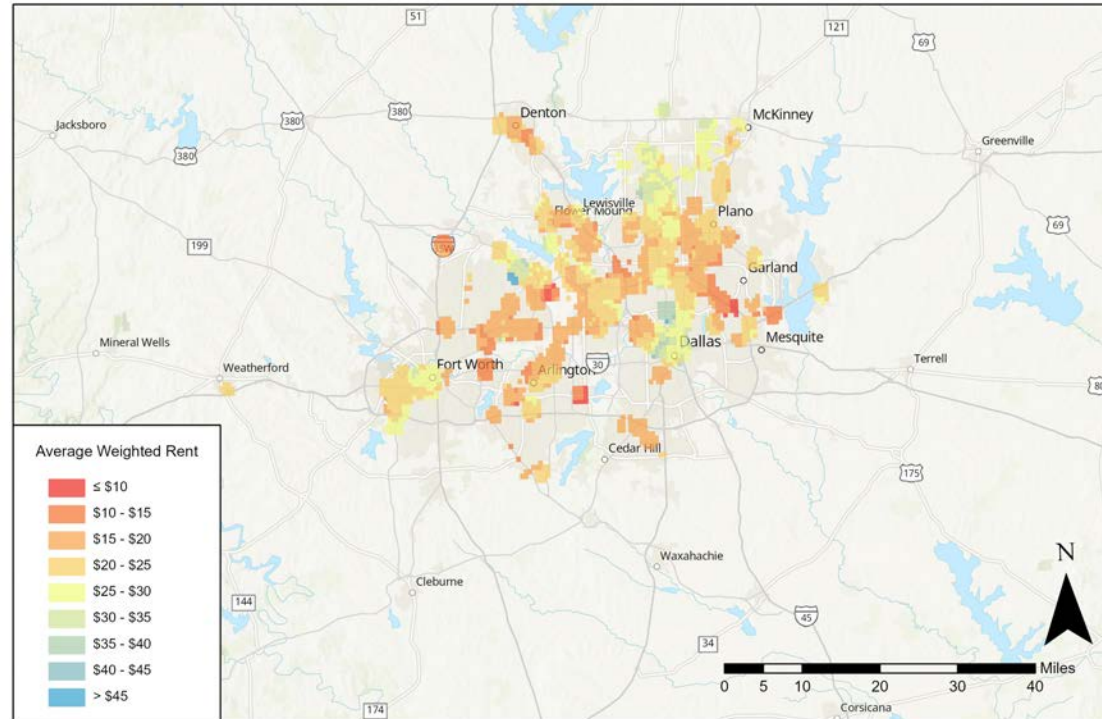 51
121
69
Jacksboro
380
380
380
Denton
McKinney
Greenville
Lewisville
Flower Mound
Plano
69
199
35W
Garland
Mineral Wells
Weatherford
Fort Worth
Arlington
30
Dallas
Mesquite
Terrell
80
Cedar Hill
175
Average Weighted Rent
≤ $10
$10 - $15
$15 - $20
$20 - $25
$25 - $30
$30 - $35
$35 - $40
$40 - $45
> $45
Waxahachie
Cleburne
144
45
34
174
Corsicana
N
Miles
0 5 10 20 30 40